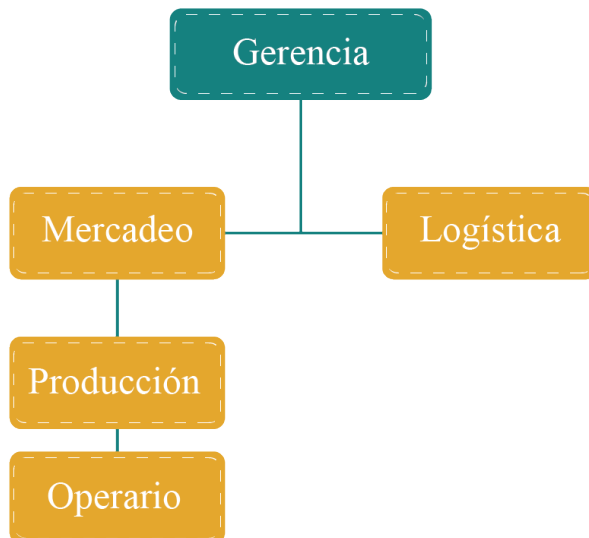 Gerencia
Mercadeo
Logística
Producción
Operario